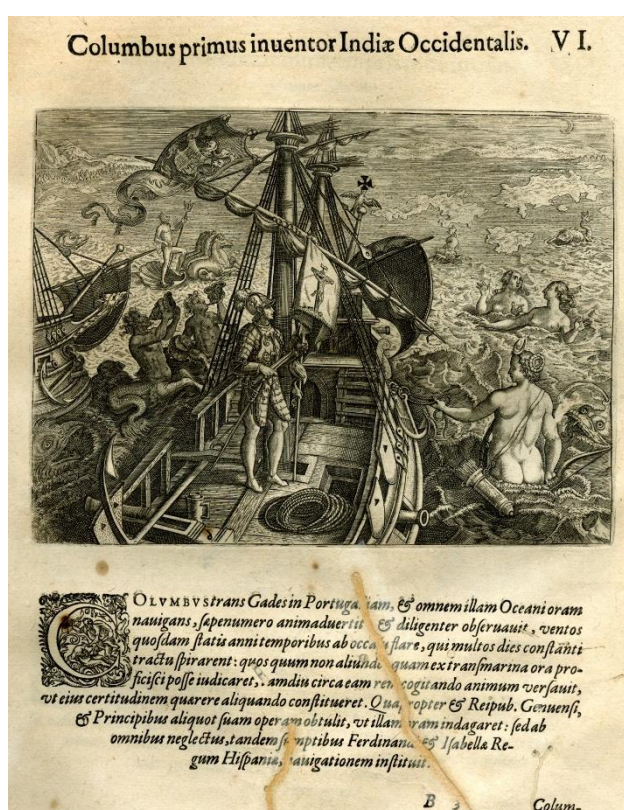 Columbus primus inuentor Indiæ Occidentalis. VI.
COLVMBVS trans Gades in Portugalliam, & omnem illam Oceani oram
nauigans, sæpenumero animaduertit & diligenter obseruauit, ventos
quosdam statis anni temporibus ab occasu flare, qui multos dies constãti
tractu spirarent: quos quum non aliunde quam ex transmarina ora pro-
ficisci posse iudicaret, tamdiu circa eam rem cogitando animum versauit,
vt eius certitudinem quærere aliquando constitueret. Quapropter & Reipub. Genuensi,
& Principibus aliquot suam operam obtulit, vt illam oram indagaret: sed ab
omnibus neglectus, tandem sumptibus Ferdinandi & Isabellæ Re-
gum Hispaniæ, nauigationem instituit.
B 3 Colum-